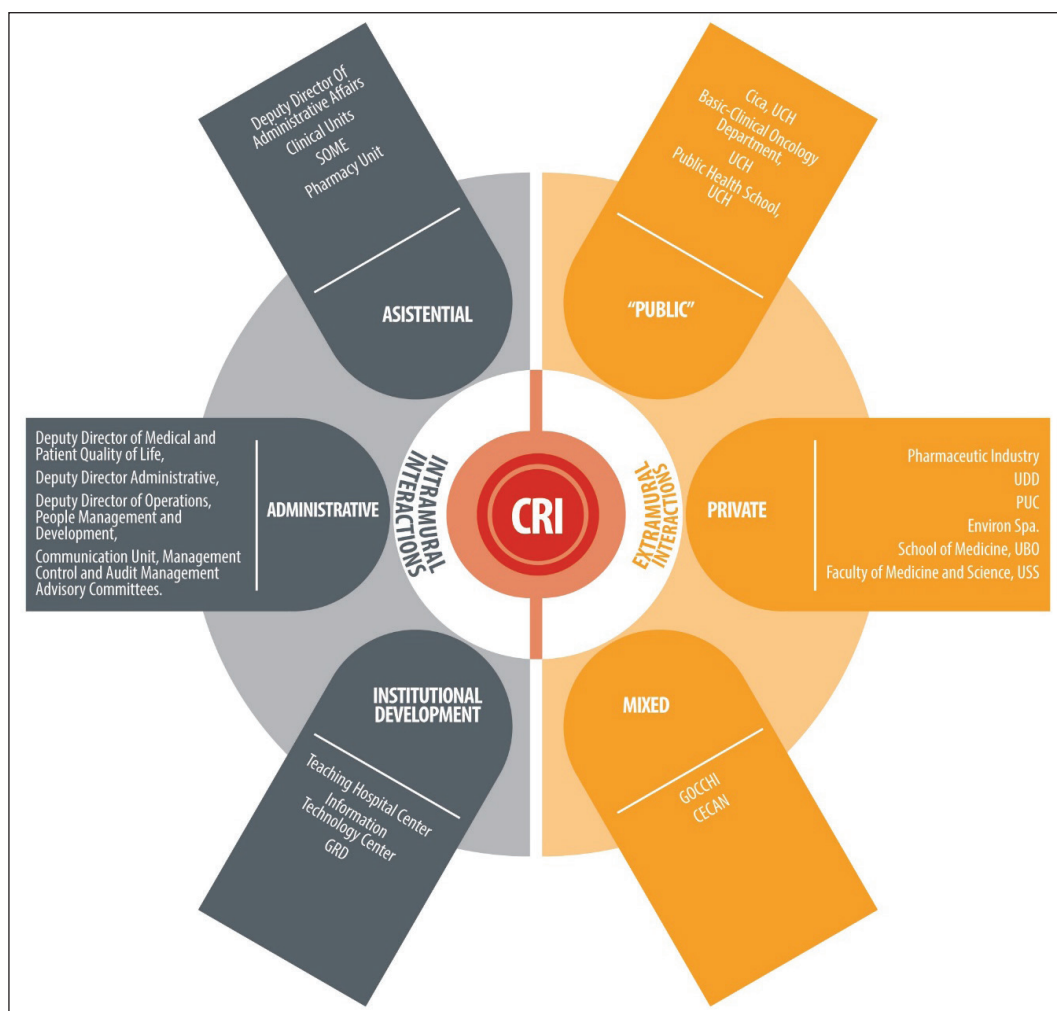 Deputy Director Of
Administrative Affairs
Clinical Units
SOME
Pharmacy Unit
ASISTENTIAL
Cica, UCH
Basic-Clinical Oncology
Department,
UCH
Public Health School,
UCH
“PUBLIC”
Deputy Director of Medical and
Patient Quality of Life,
Deputy Director Administrative,
Deputy Director of Operations,
People Management and
Development,
Communication Unit, Management
Control and Audit Management
Advisory Committees.
ADMINISTRATIVE
INTRAMURAL
INTERACTIONS
CRI
EXTRAMURAL
INTERACTIONS
PRIVATE
Pharmaceutic Industry
UDD
PUC
Environ Spa.
School of Medicine, UBO
Faculty of Medicine and Science, USS
INSTITUTIONAL
DEVELOPMENT
Teaching Hospital Center
Information
Technology Center
GRD
MIXED
GOCCHI
CECAN